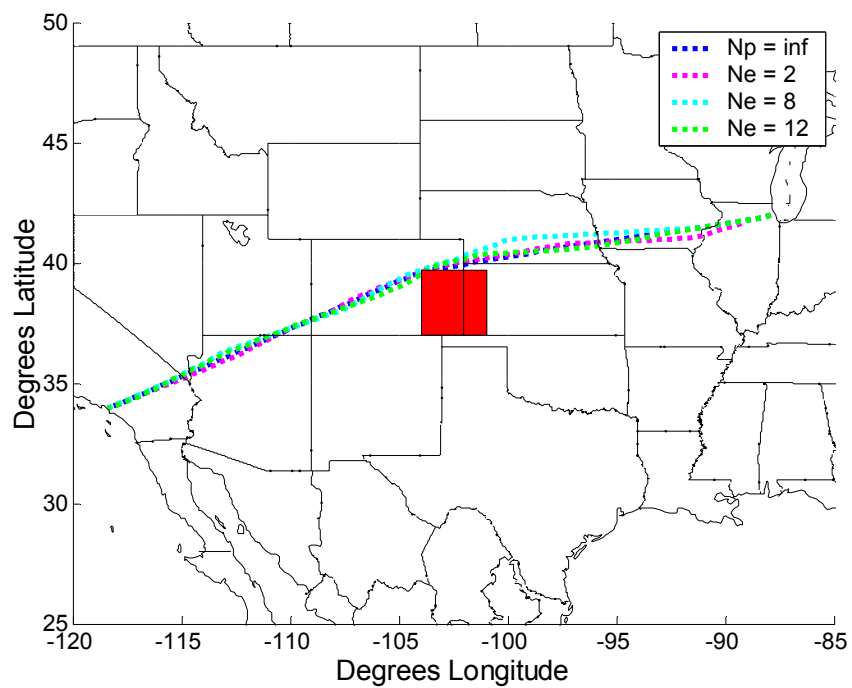 50
45
40
35
30
25
-120
-115
-110
-105
-100
-95
-90
-85
Degrees Latitude
Degrees Longitude
Np = inf
Ne = 2
Ne = 8
Ne = 12